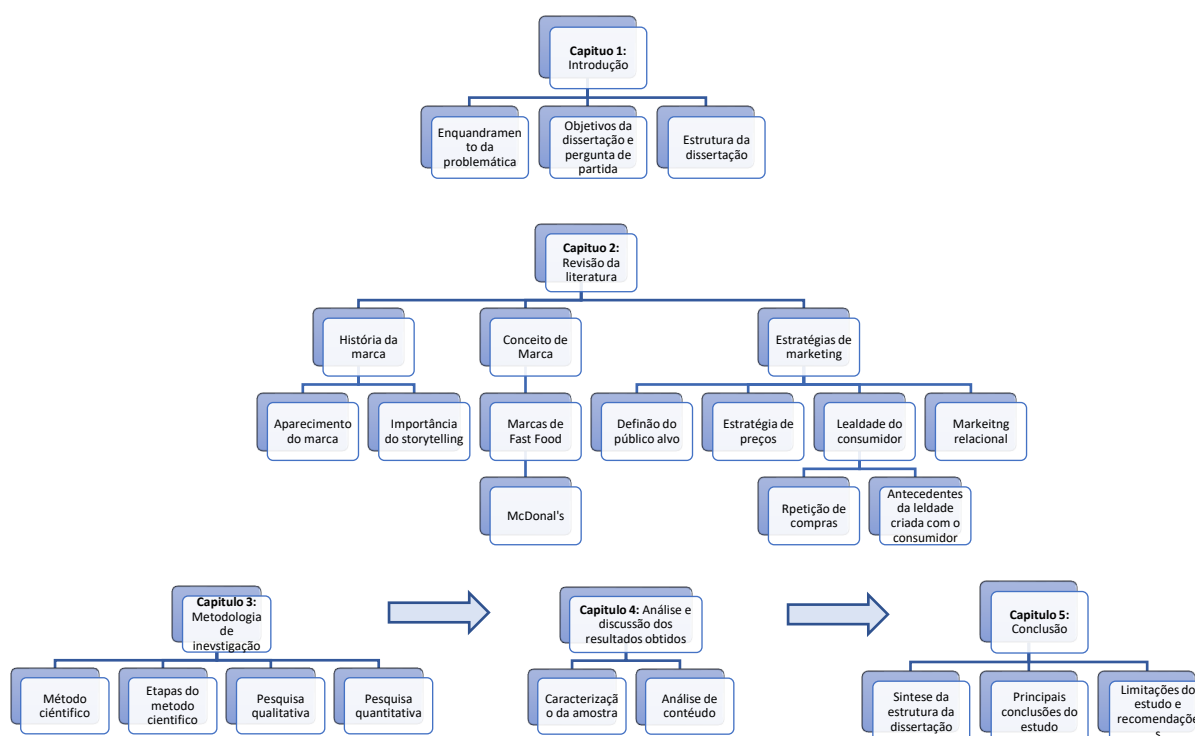 Capituo 1:
Introdução
Enquandramen
to da
problemática
Objetivos da
dissertação e
pergunta de
partida
Estrutura da
dissertação
Capituo 2:
Revisão da
literatura
História da
marca
Conceito de
Marca
Estratégias de
marketing
Aparecimento
do marca
Importância
do storytelling
Marcas de
Fast Food
Definão do
público alvo
Estratégia de
preços
Lealdade do
consumidor
Markeitng
relacional
McDonal's
Rpetição de
compras
Antecedentes
da leldade
criada com o
consumidor
Capitulo 3:
Metodologia
de
inevstigação
Método
ciéntifico
Etapas do
metodo
cientifico
Pesquisa
qualitativa
Pesquisa
quantitativa
Capitulo 4: Análise e
discussão dos
resultados obtidos
Caracterizaçã
o da amostra
Análise de
contéudo
Capitulo 5:
Conclusão
Sintese da
estrutura da
dissertação
Principais
conclusões do
estudo
Limitações do
estudo e
recomendaçõe
s